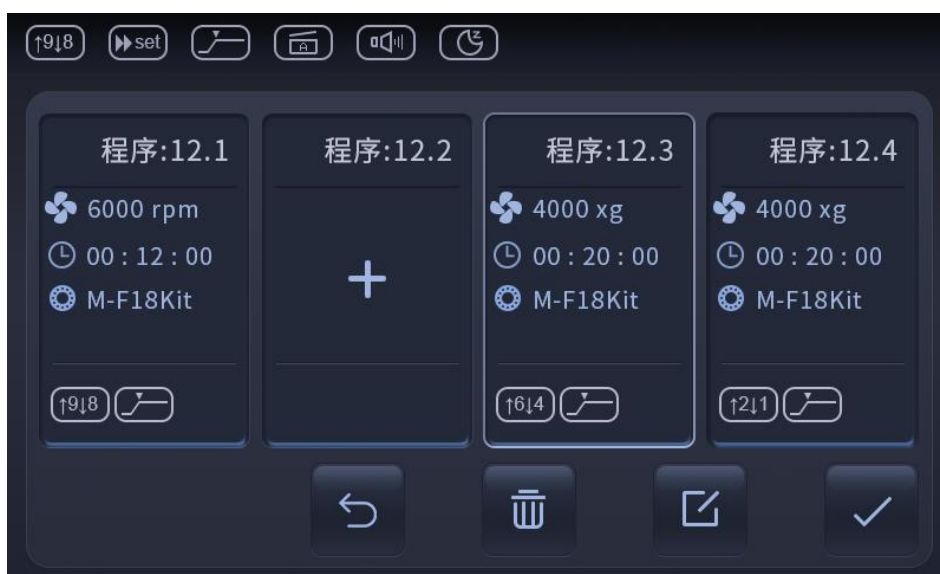 ↑9↓8 set A z
程序:12.1
6000 rpm
00 : 12 : 00
M-F18Kit
↑9↓8
程序:12.2
程序:12.3
4000 xg
00 : 20 : 00
M-F18Kit
↑6↓4
程序:12.4
4000 xg
00 : 20 : 00
M-F18Kit
↑2↓1